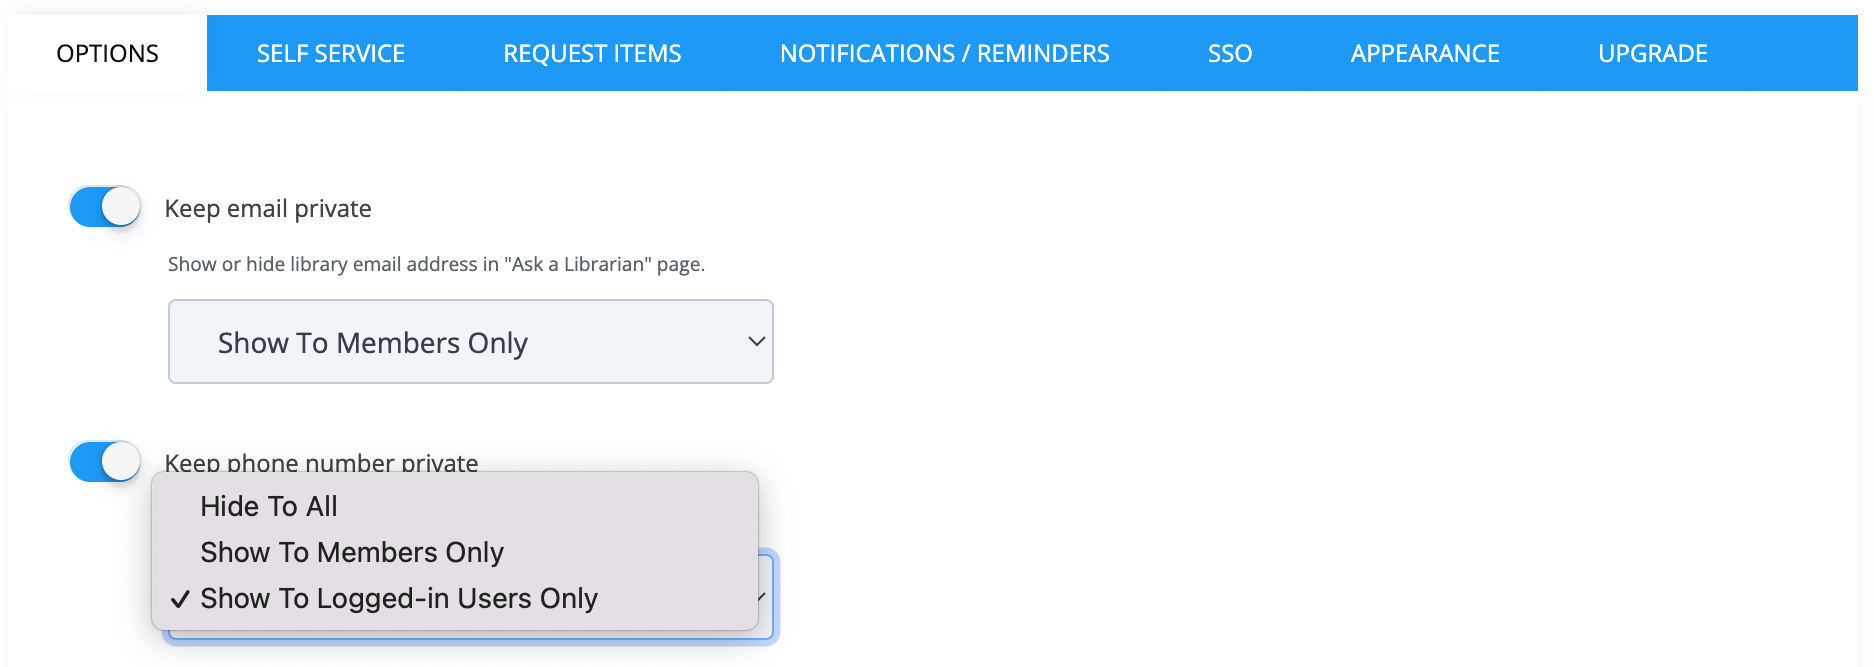 OPTIONS SELF SERVICE REQUEST ITEMS NOTIFICATIONS / REMINDERS SSO APPEARANCE UPGRADE
Keep email private
Show or hide library email address in "Ask a Librarian" page.
Show To Members Only
Keep phone number private
Hide To All
Show To Members Only
✓ Show To Logged-in Users Only